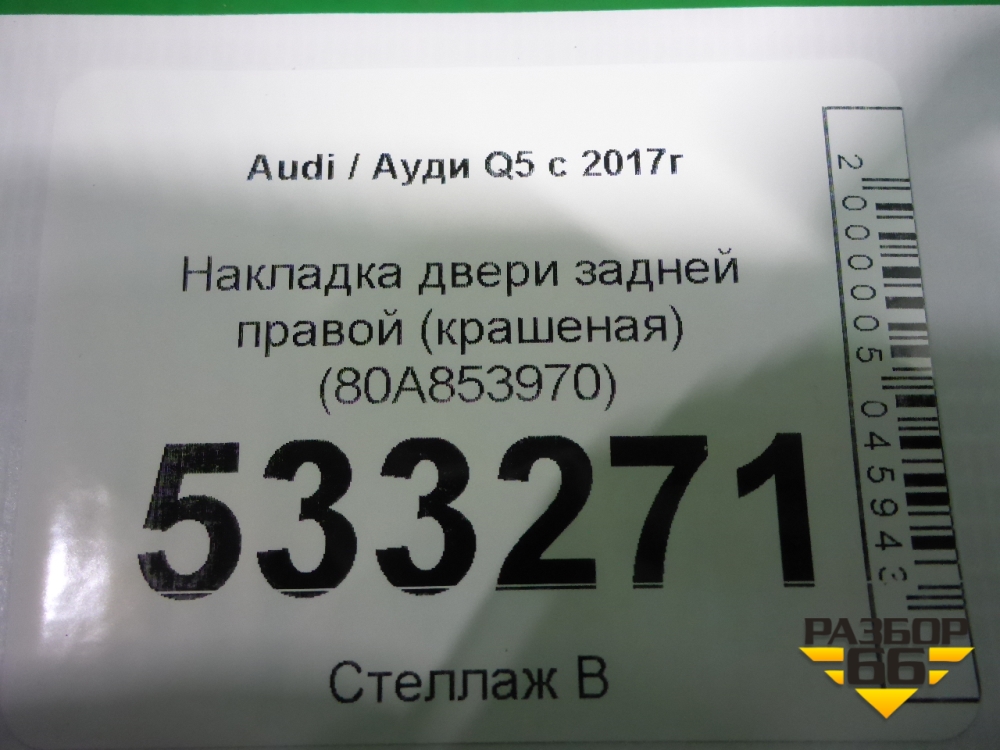 Audi / Ауди Q5 с 2017г
Накладка двери задней
правой (крашеная)
(80A853970)
533271
Стеллаж В
2000005045943
РАЗБОР
66